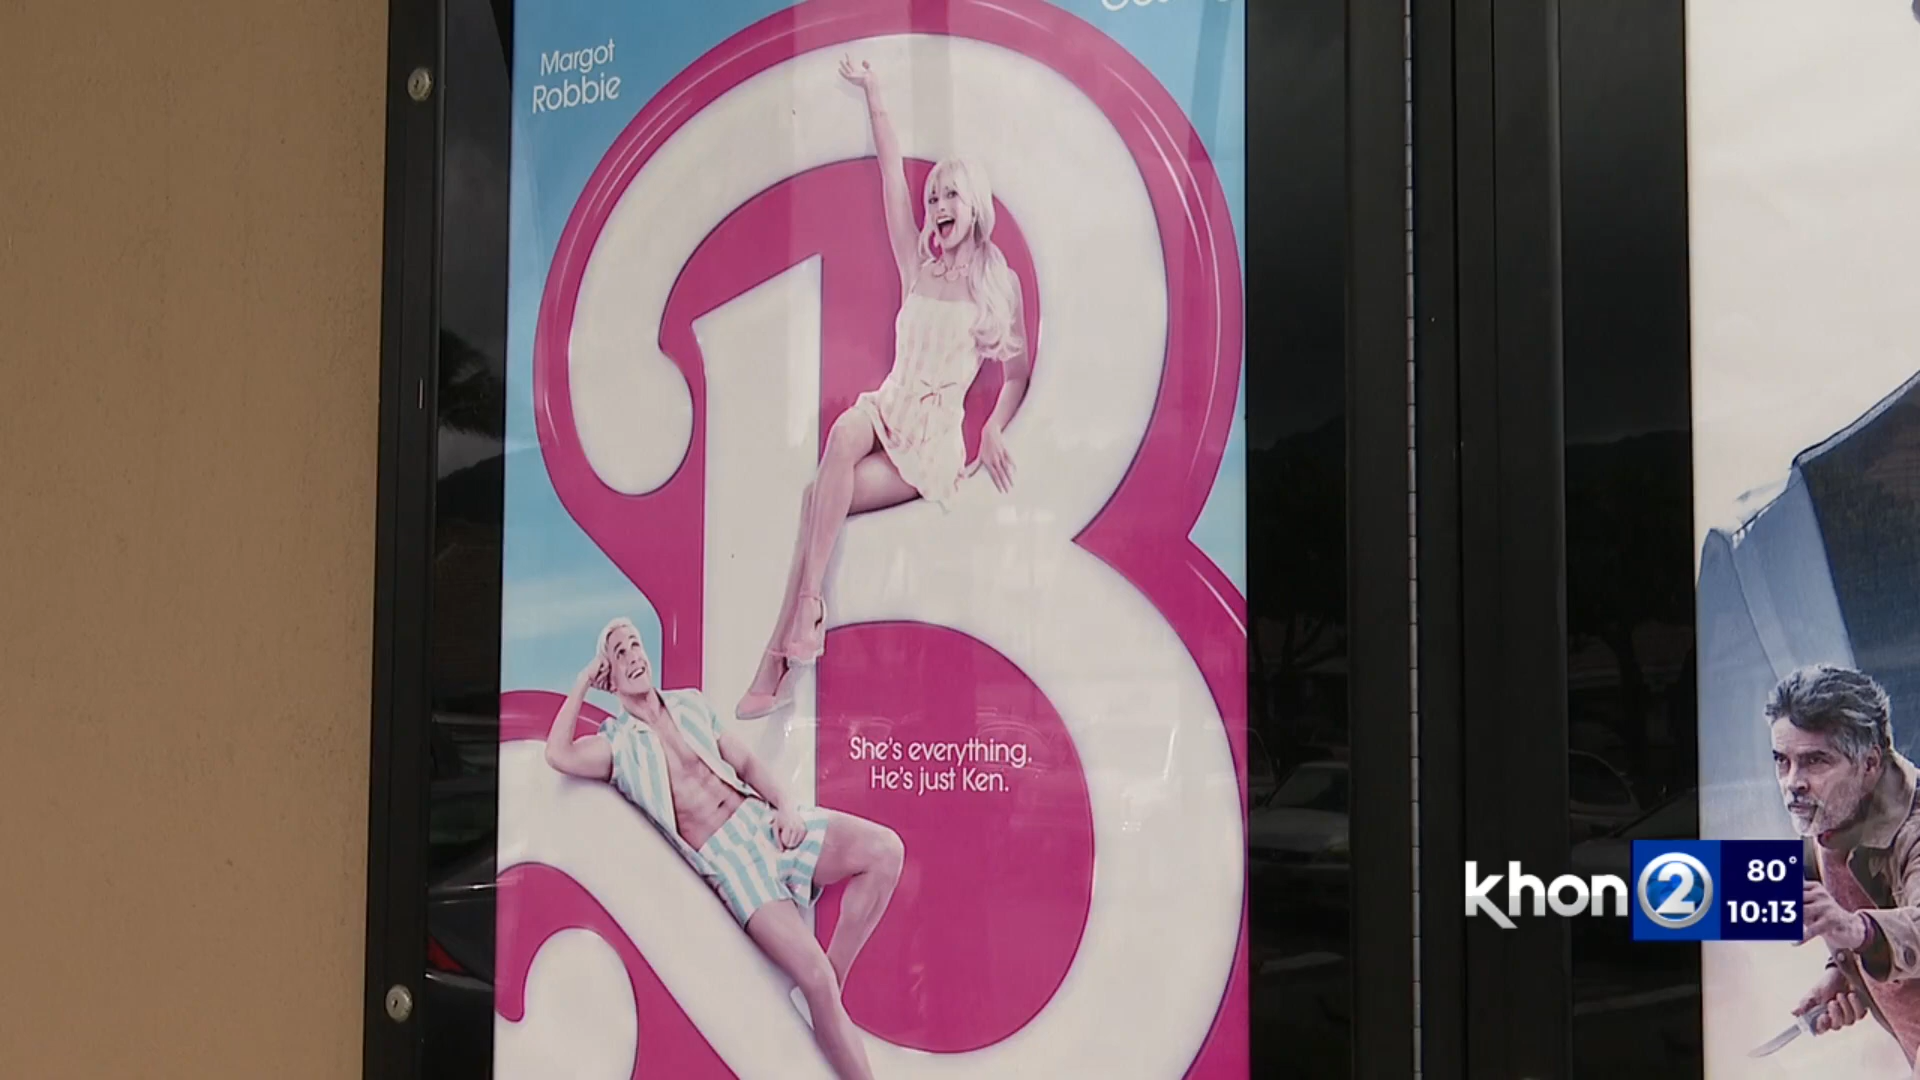 Margot
Robbie
She's everything.
He's just Ken.
khon 2
80°
10:13